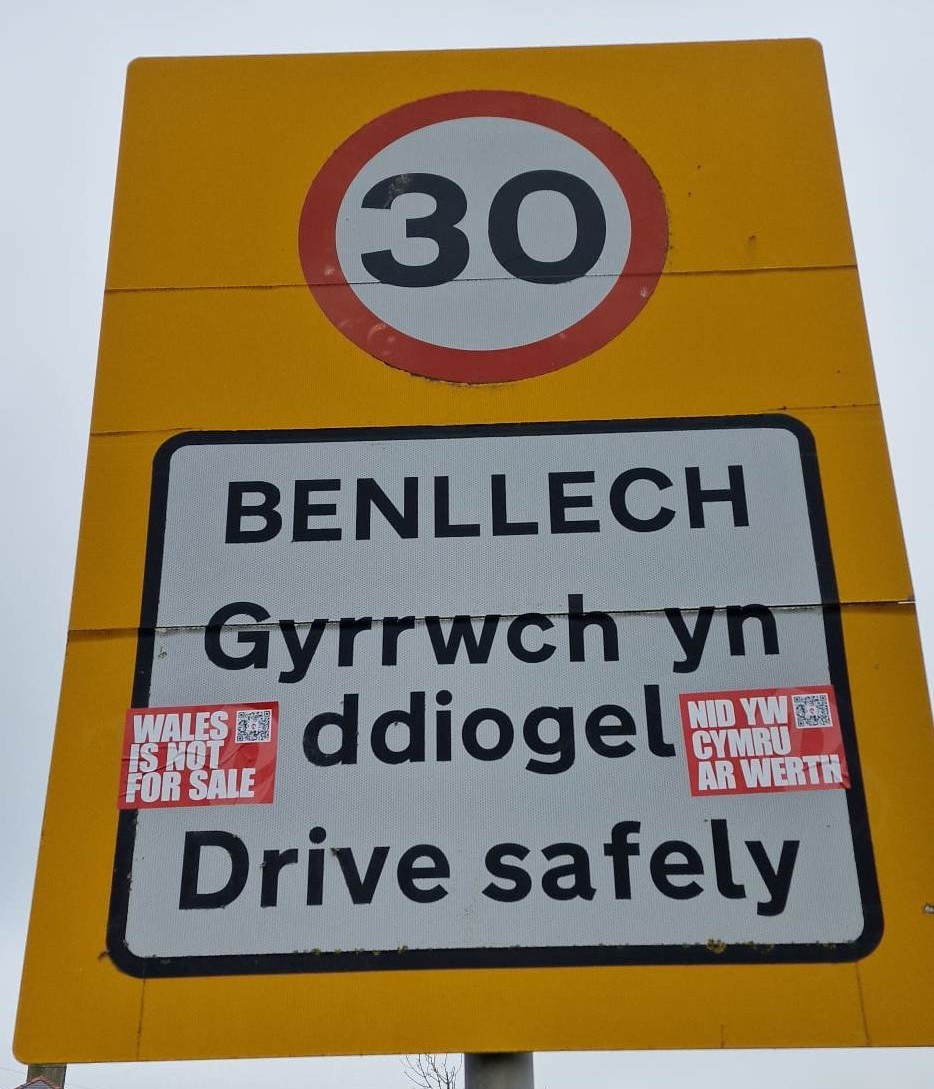 30
BENLLECH
Gyrrwch yn
ddiogel
WALES
IS NOT
FOR SALE
NID YW
CYMRU
AR WERTH
Drive safely